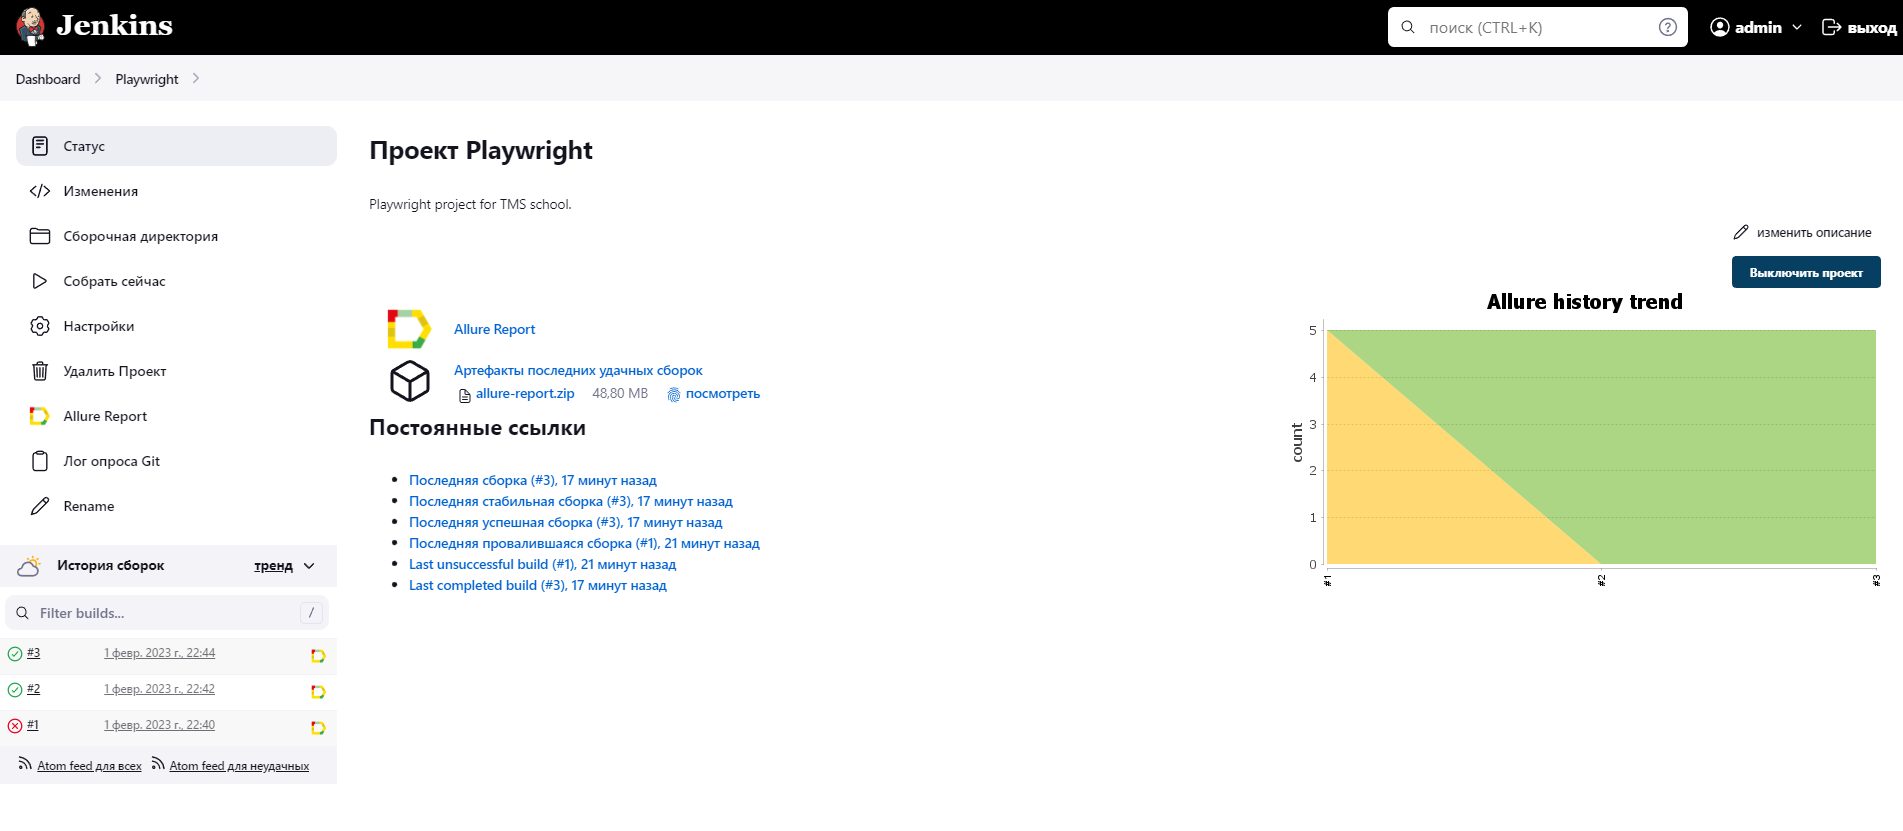 Jenkins
поиск (CTRL+K)
admin
выход
Dashboard
Playwright
Статус
Изменения
Сборочная директория
Собрать сейчас
Настройки
Удалить Проект
Allure Report
Лог опроса Git
Rename
История сборок
тренд
Filter builds...
/
#3 1 февр. 2023 г., 22:44
#2 1 февр. 2023 г., 22:42
#1 1 февр. 2023 г., 22:40
Atom feed для всех Atom feed для неудачных
Проект Playwright
Playwright project for TMS school.
изменить описание
Выключить проект
Allure Report
Артефакты последних удачных сборок
allure-report.zip 48,80 MB посмотреть
Постоянные ссылки
Последняя сборка (#3), 17 минут назад
Последняя стабильная сборка (#3), 17 минут назад
Последняя успешная сборка (#3), 17 минут назад
Последняя провалившаяся сборка (#1), 21 минут назад
Last unsuccessful build (#1), 21 минут назад
Last completed build (#3), 17 минут назад
Allure history trend
count
5
4
3
2
1
0
#1
#2
#3